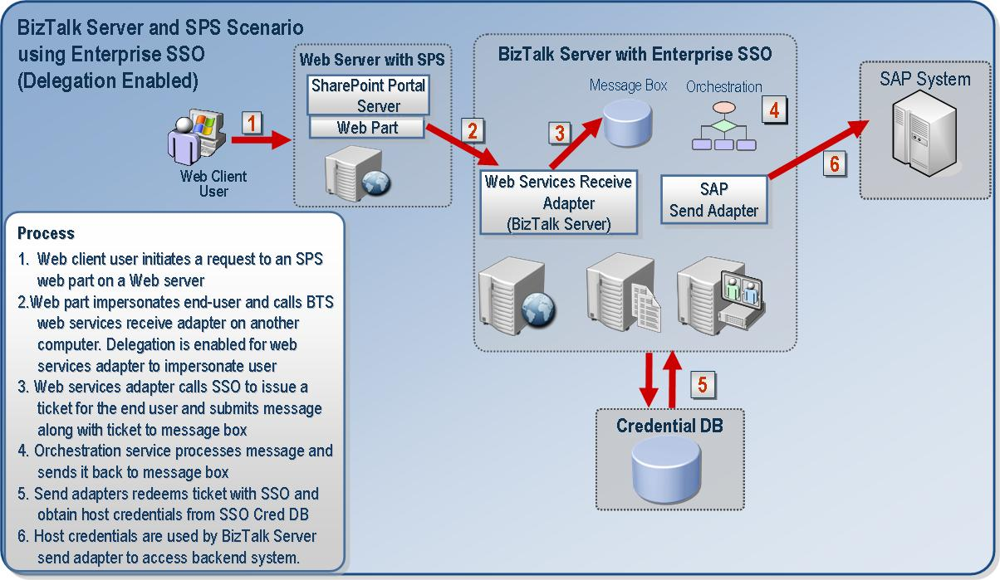 BizTalk Server and SPS Scenario
using Enterprise SSO
(Delegation Enabled)
Web Server with SPS
SharePoint Portal
Server
Web Part
1
Web Client
User
2
BizTalk Server with Enterprise SSO
Message Box
Orchestration
3
4
Web Services Receive
Adapter
(BizTalk Server)
SAP
Send Adapter
6
SAP System
5
Credential DB
Process
1. Web client user initiates a request to an SPS
web part on a Web server
2.Web part impersonates end-user and calls BTS
web services receive adapter on another
computer. Delegation is enabled for web
services adapter to impersonate user
3. Web services adapter calls SSO to issue a
ticket for the end user and submits message
along with ticket to message box
4. Orchestration service processes message and
sends it back to message box
5. Send adapters redeems ticket with SSO and
obtain host credentials from SSO Cred DB
6. Host credentials are used by BizTalk Server
send adapter to access backend system.